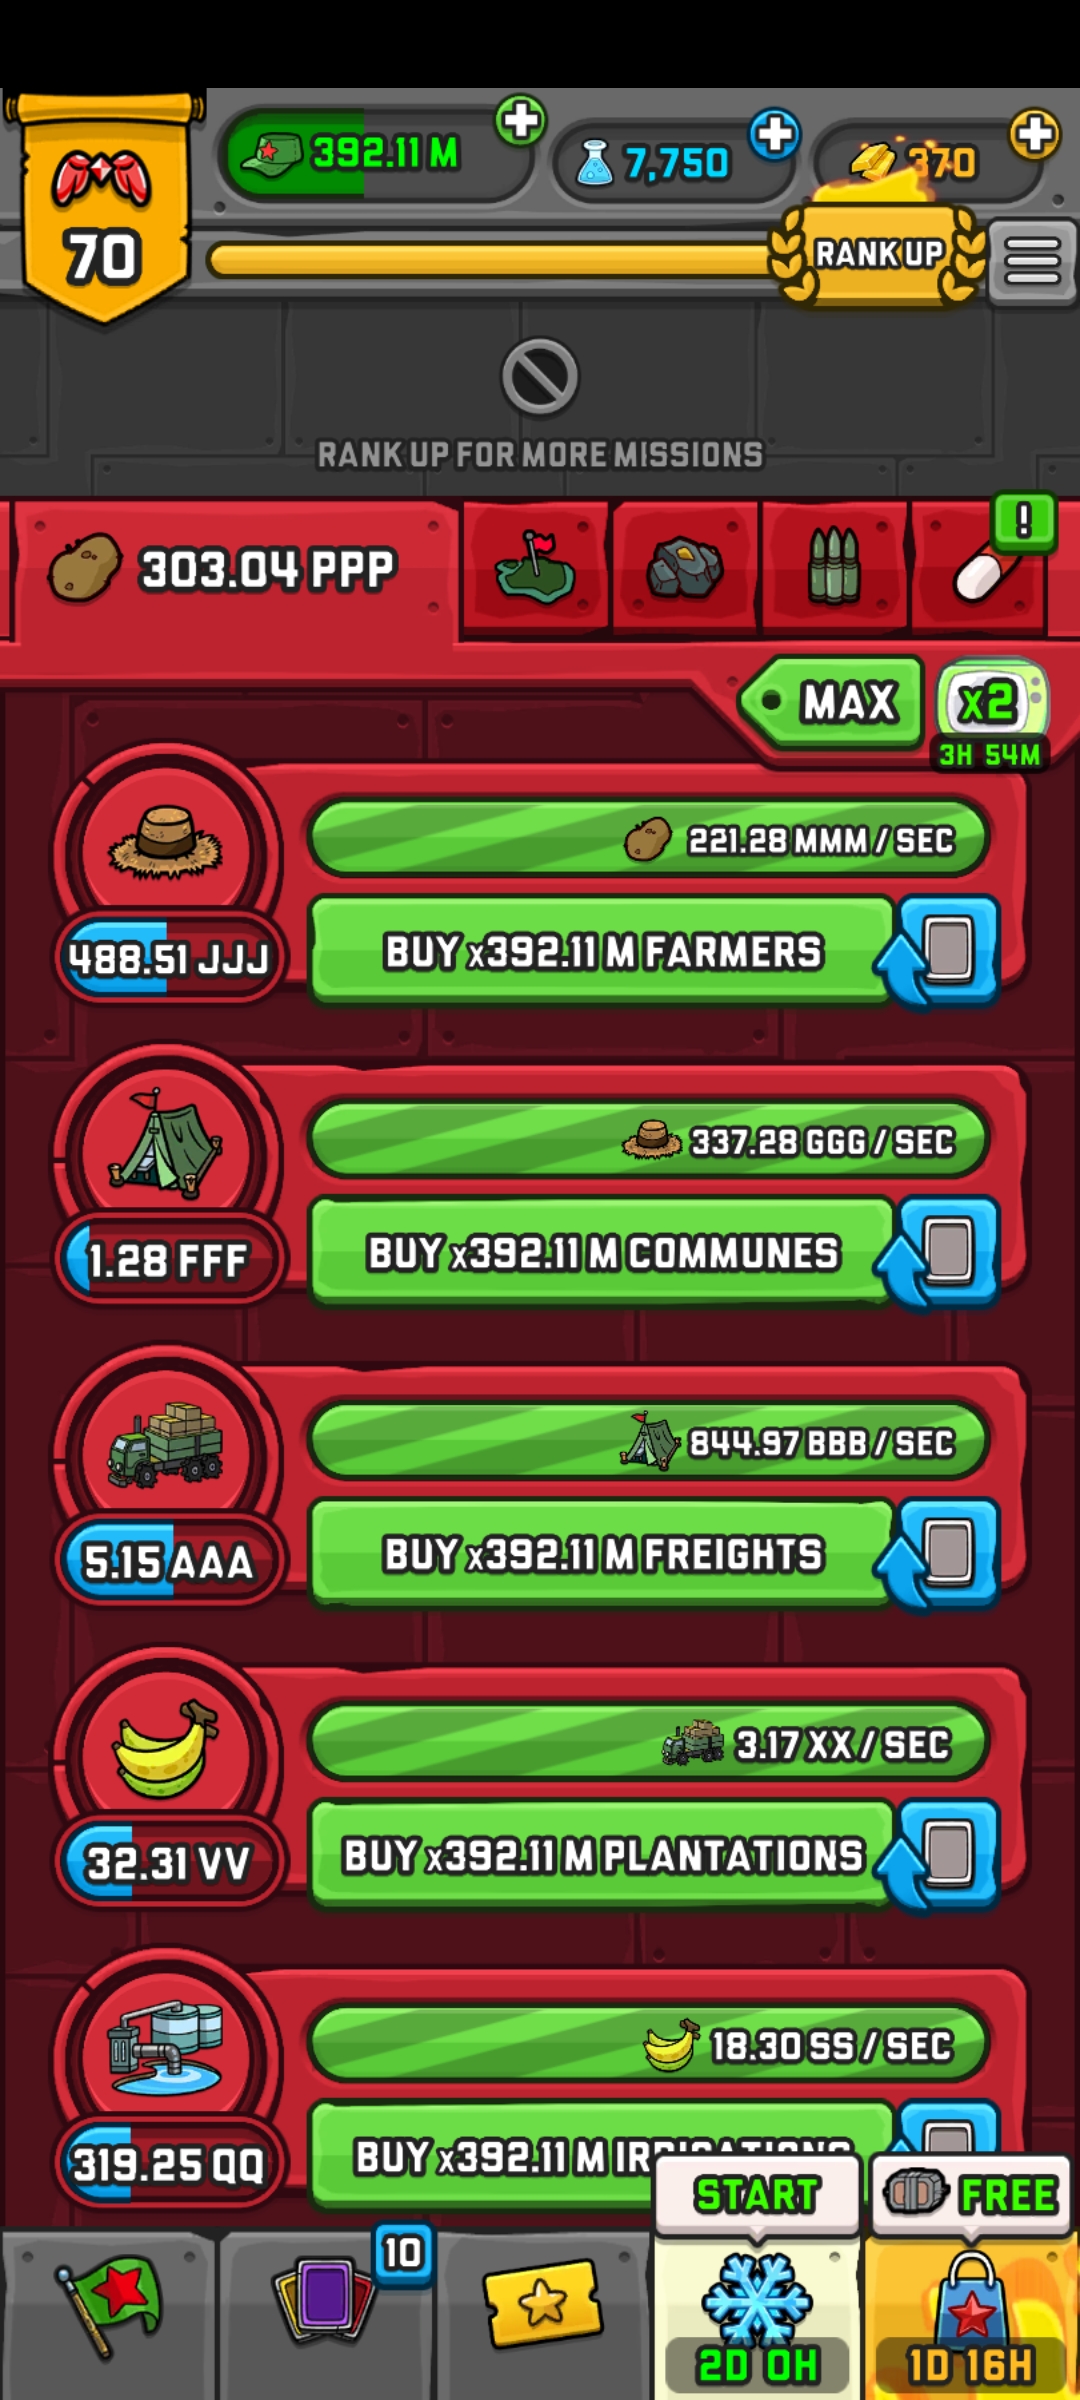 392.11 M
7,750
370
70
RANK UP
RANK UP FOR MORE MISSIONS
303.04 PPP
!
MAX
x2
3H 54M
221.28 MMM / SEC
488.51 JJJ
BUY x392.11 M FARMERS
337.28 GGG / SEC
1.28 FFF
BUY x392.11 M COMMUNES
844.97 BBB / SEC
5.15 AAA
BUY x392.11 M FREIGHTS
3.17 XX / SEC
32.31 VV
BUY x392.11 M PLANTATIONS
18.30 SS / SEC
319.25 QQ
BUY x392.11 M IRRIGATIONS
START
FREE
10
2D 0H
1D 16H